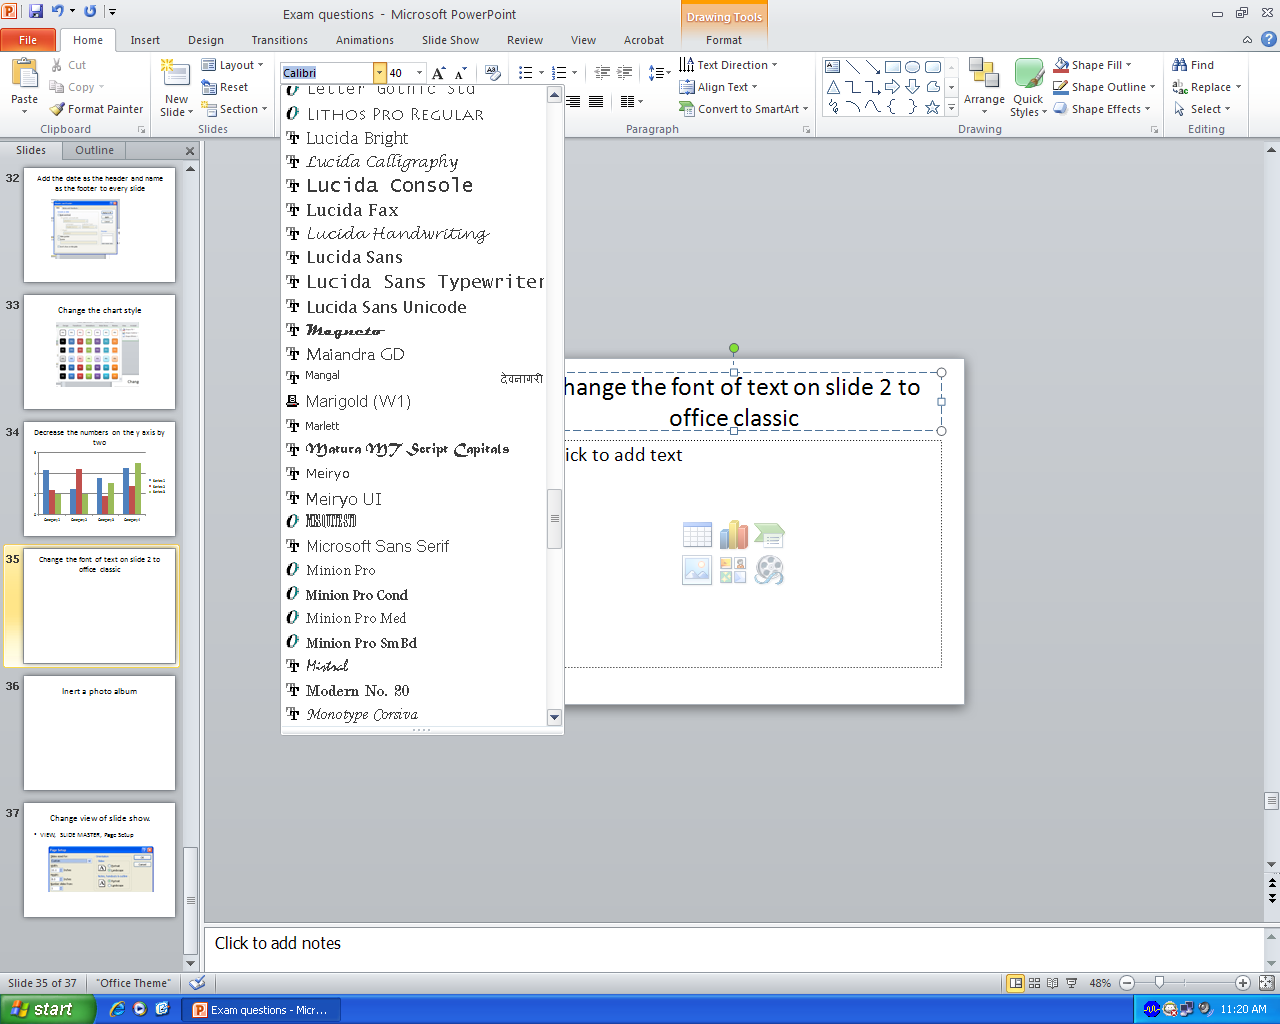 Exam questions - Microsoft PowerPoint
Drawing Tools
File Home Insert Design Transitions Animations Slide Show Review View Acrobat Format
Paste
Cut
Copy
Format Painter
Clipboard
New Slide
Layout
Reset
Section
Slides
Calibri 40
Text Direction
Align Text
Convert to SmartArt
Paragraph
Arrange
Quick Styles
Shape Fill
Shape Outline
Shape Effects
Drawing
Find
Replace
Select
Editing
Slides Outline
32
Add the date as the header and name
as the footer to every slide
33
Change the chart style
34
Decrease the numbers on the y axis by
two
35
Change the font of text on slide 2 to
office classic
36
Inert a photo album
37
Change view of slide show.
• VIEW, SLIDE MASTER, Page Setup
Letter Gothic Std
Lithos Pro Regular
Lucida Bright
Lucida Calligraphy
Lucida Console
Lucida Fax
Lucida Handwriting
Lucida Sans
Lucida Sans Typewriter
Lucida Sans Unicode
Magneto
Maiandra GD
Mangal देवनागरी
Marigold (W1)
Marlett
Matura MT Script Capitals
Meiryo
Meiryo UI
Microsoft Sans Serif
Minion Pro
Minion Pro Cond
Minion Pro Med
Minion Pro SmBd
Mistral
Modern No. 20
Monotype Corsiva
hange the font of text on slide 2 to
office classic
ick to add text
Click to add notes
Slide 35 of 37 "Office Theme" 48%
start Exam questions - Micr... 11:20 AM